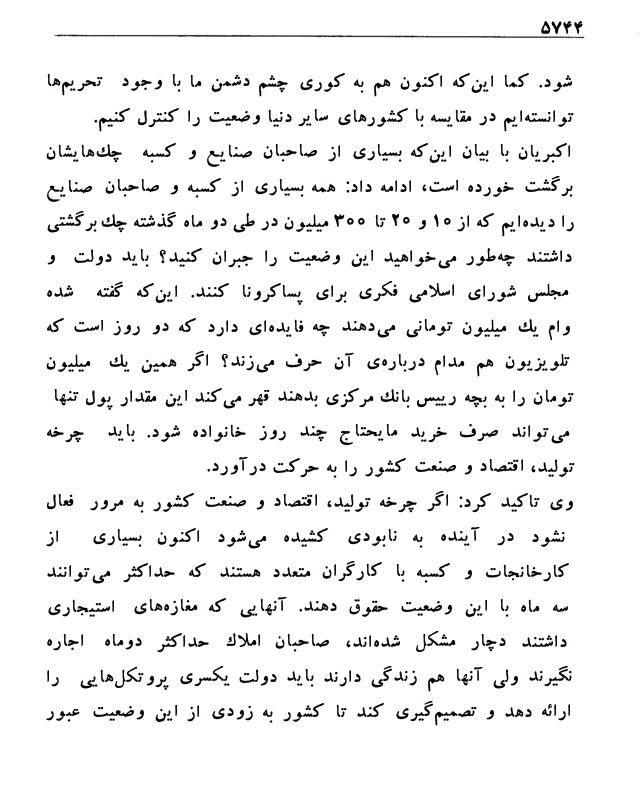 ۵۷۴۴
شود. کما این‌که اکنون هم به کوری چشم دشمن ما با وجود تحریم‌ها
توانسته‌ایم در مقایسه با کشورهای سایر دنیا وضعیت را کنترل کنیم.
اکبریان با بیان این‌که بسیاری از صاحبان صنایع و کسبه چك‌هایشان
برگشت خورده است، ادامه داد: همه بسیاری از کسبه و صاحبان صنایع
را دیده‌ایم که از ۱۰ و ۲۰ تا ۳۰۰ میلیون در طی دو ماه گذشته چك برگشتی
داشتند چه‌طور می‌خواهید این وضعیت را جبران کنید؟ باید دولت و
مجلس شورای اسلامی فکری برای پساکرونا کنند. این‌که گفته شده
وام یك میلیون تومانی می‌دهند چه فایده‌ای دارد که دو روز است که
تلویزیون هم مدام درباره‌ی آن حرف می‌زند؟ اگر همین یك میلیون
تومان را به بچه رییس بانك مرکزی بدهند قهر می‌کند این مقدار پول تنها
می‌تواند صرف خرید مایحتاج چند روز خانواده شود. باید چرخه
تولید، اقتصاد و صنعت کشور را به حرکت درآورد.
وی تاکید کرد: اگر چرخه تولید، اقتصاد و صنعت کشور به مرور فعال
نشود در آینده به نابودی کشیده می‌شود اکنون بسیاری از
کارخانجات و کسبه با کارگران متعدد هستند که حداکثر می‌توانند
سه ماه با این وضعیت حقوق دهند. آنهایی که مغازه‌های استیجاری
داشتند دچار مشکل شده‌اند، صاحبان املاك حداکثر دوماه اجاره
نگیرند ولی آنها هم زندگی دارند باید دولت یکسری پروتکل‌هایی را
ارائه دهد و تصمیم‌گیری کند تا کشور به زودی از این وضعیت عبور